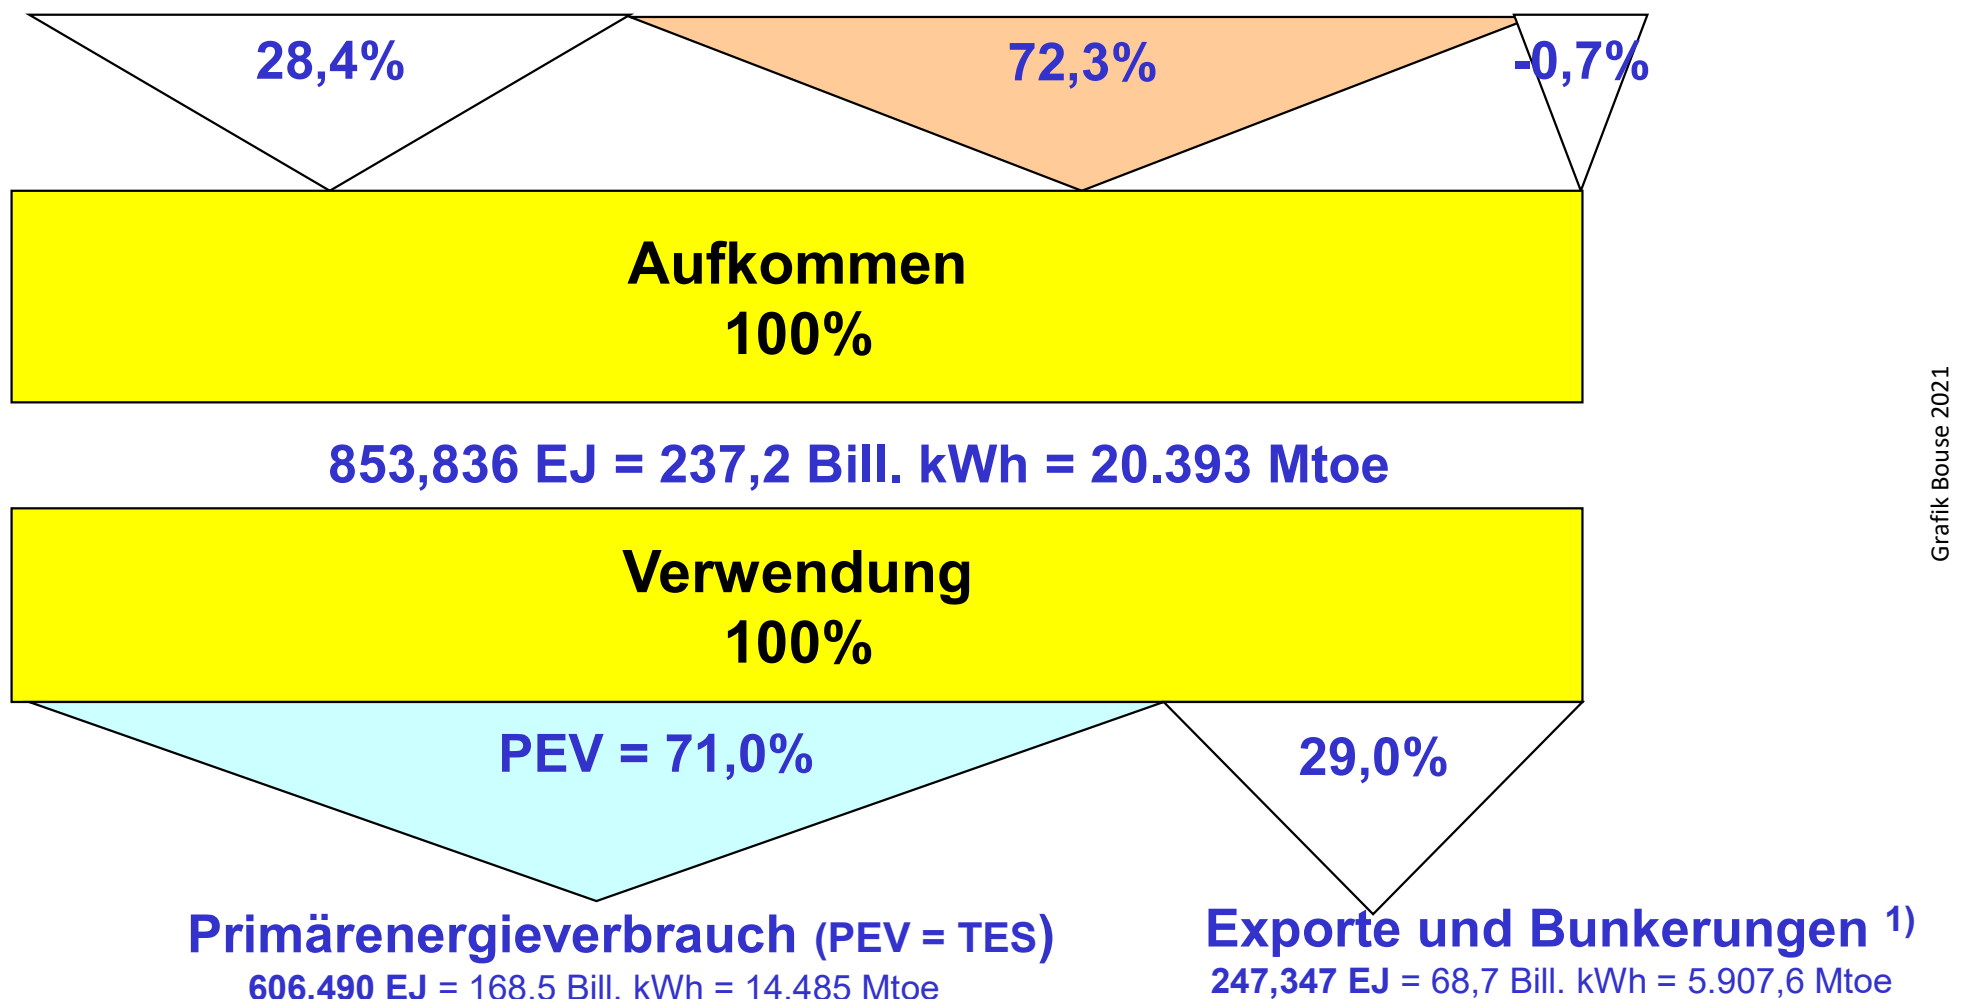 28,4%
72,3%
-0,7%
Aufkommen
100%
853,836 EJ = 237,2 Bill. kWh = 20.393 Mtoe
Grafik Bouse 2021
Verwendung
100%
PEV = 71,0%
29,0%
Primärenergieverbrauch (PEV = TES)
606,490 EJ = 168,5 Bill. kWh = 14.485 Mtoe
Exporte und Bunkerungen ¹⁾
247,347 EJ = 68,7 Bill. kWh = 5.907,6 Mtoe